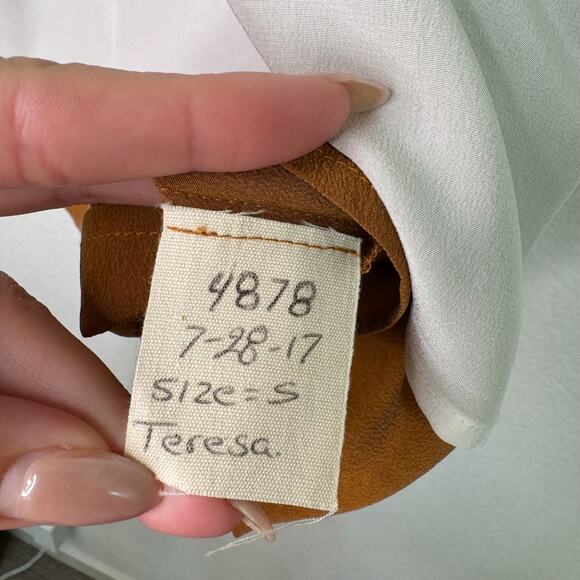 4878
7-28-17
size = S
Teresa.